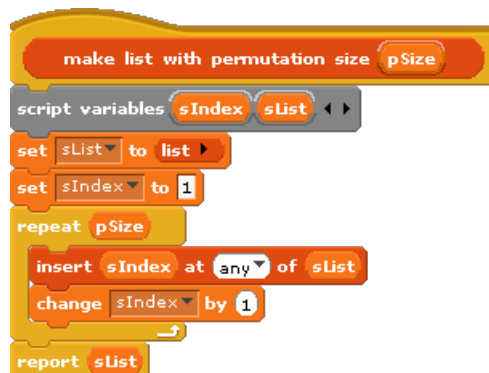 make list with permutation size pSize
script variables sIndex sList
set sList to list
set sIndex to 1
repeat pSize
insert sIndex at any of sList
change sIndex by 1
report sList